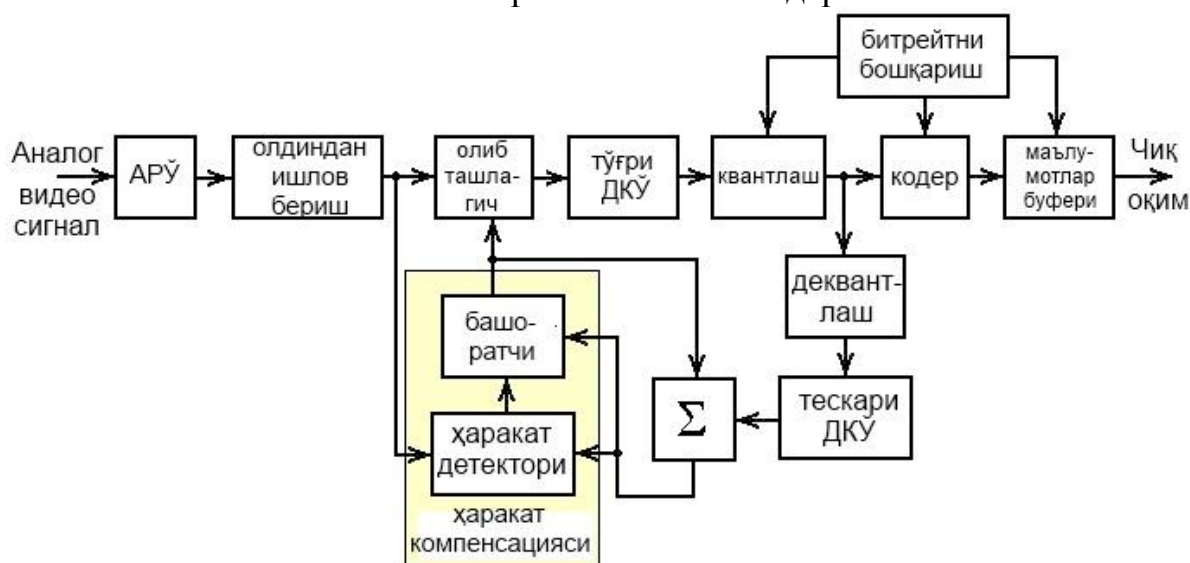 битрейтни
бошқариш
Аналог
видео
сигнал
АРЎ
олдиндан
ишлов
бериш
олиб
ташла-
гич
тўғри
ДКЎ
квантлаш
кодер
маълу-
мотлар
буфери
Чиқ
оқим
деквант-
лаш
башо-
ратчи
Σ
тескари
ДКЎ
ҳаракат
детектори
ҳаракат
компенсацияси